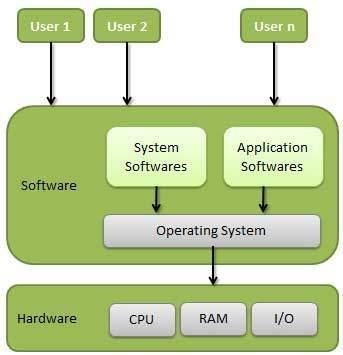 User 1
User 2
User n
Software
System
Softwares
Application
Softwares
Operating System
Hardware
CPU
RAM
I/O